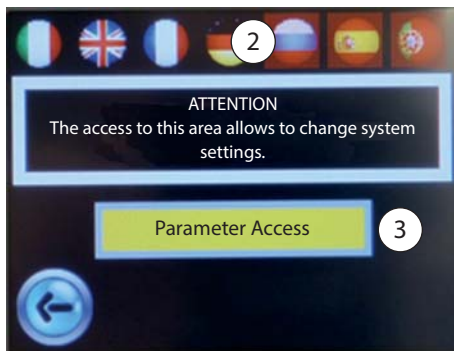 2
ATTENTION
The access to this area allows to change system
settings.
Parameter Access
3